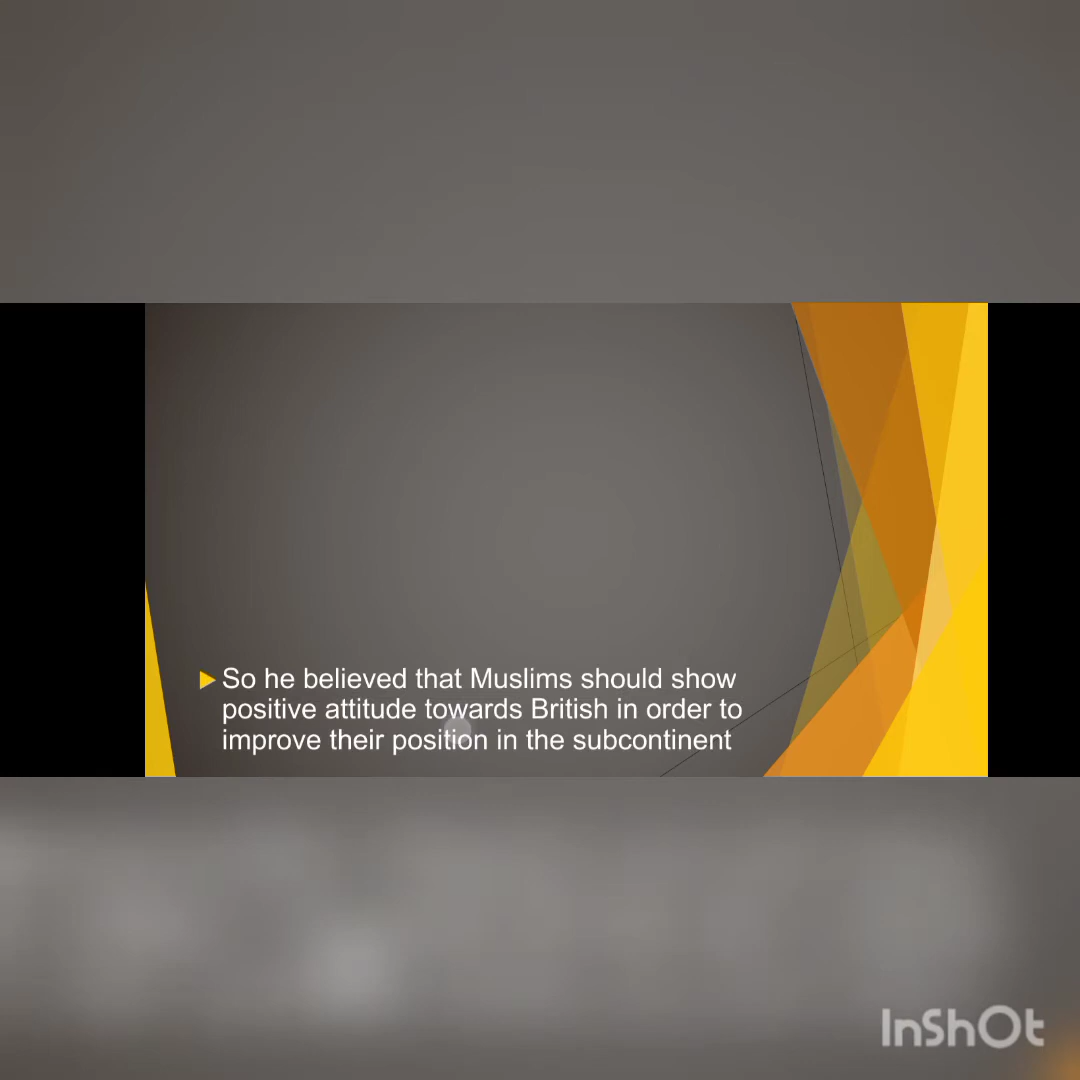 So he believed that Muslims should show
positive attitude towards British in order to
improve their position in the subcontinent
InShOt